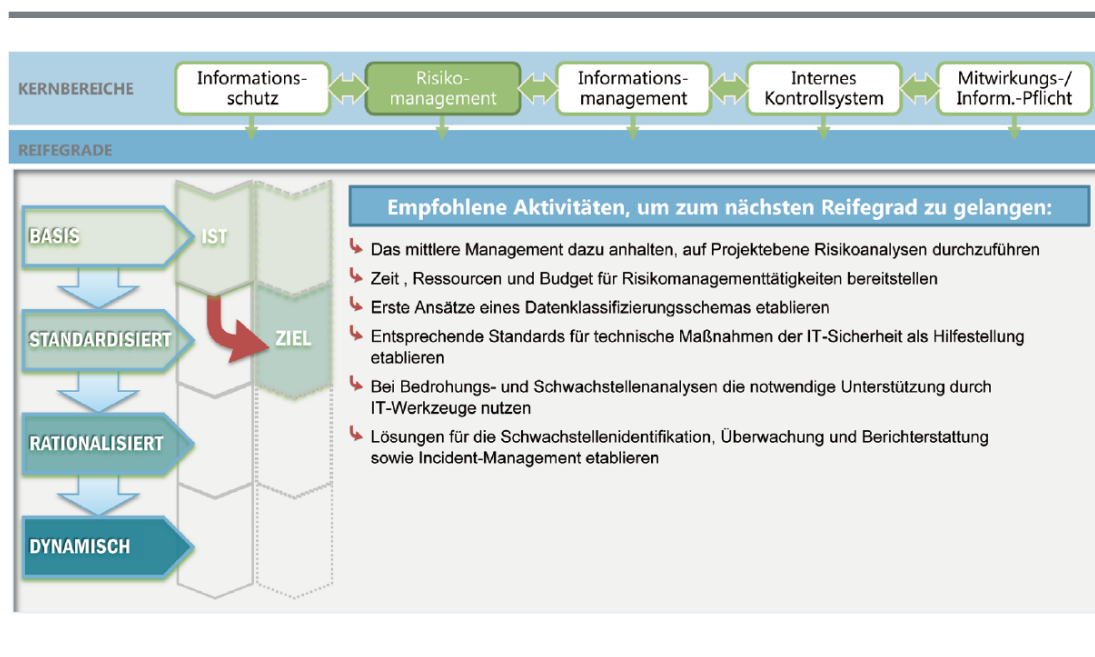 KERNBEREICHE
Informations-
schutz
Risiko-
management
Informations-
management
Internes
Kontrollsystem
Mitwirkungs-/
Inform.-Pflicht
REIFEGRADE
BASIS
IST
STANDARDISIERT
ZIEL
RATIONALISIERT
DYNAMISCH
Empfohlene Aktivitäten, um zum nächsten Reifegrad zu gelangen:
Das mittlere Management dazu anhalten, auf Projektebene Risikoanalysen durchzuführen
Zeit , Ressourcen und Budget für Risikomanagementtätigkeiten bereitstellen
Erste Ansätze eines Datenklassifizierungsschemas etablieren
Entsprechende Standards für technische Maßnahmen der IT-Sicherheit als Hilfestellung
etablieren
Bei Bedrohungs- und Schwachstellenanalysen die notwendige Unterstützung durch
IT-Werkzeuge nutzen
Lösungen für die Schwachstellenidentifikation, Überwachung und Berichterstattung
sowie Incident-Management etablieren